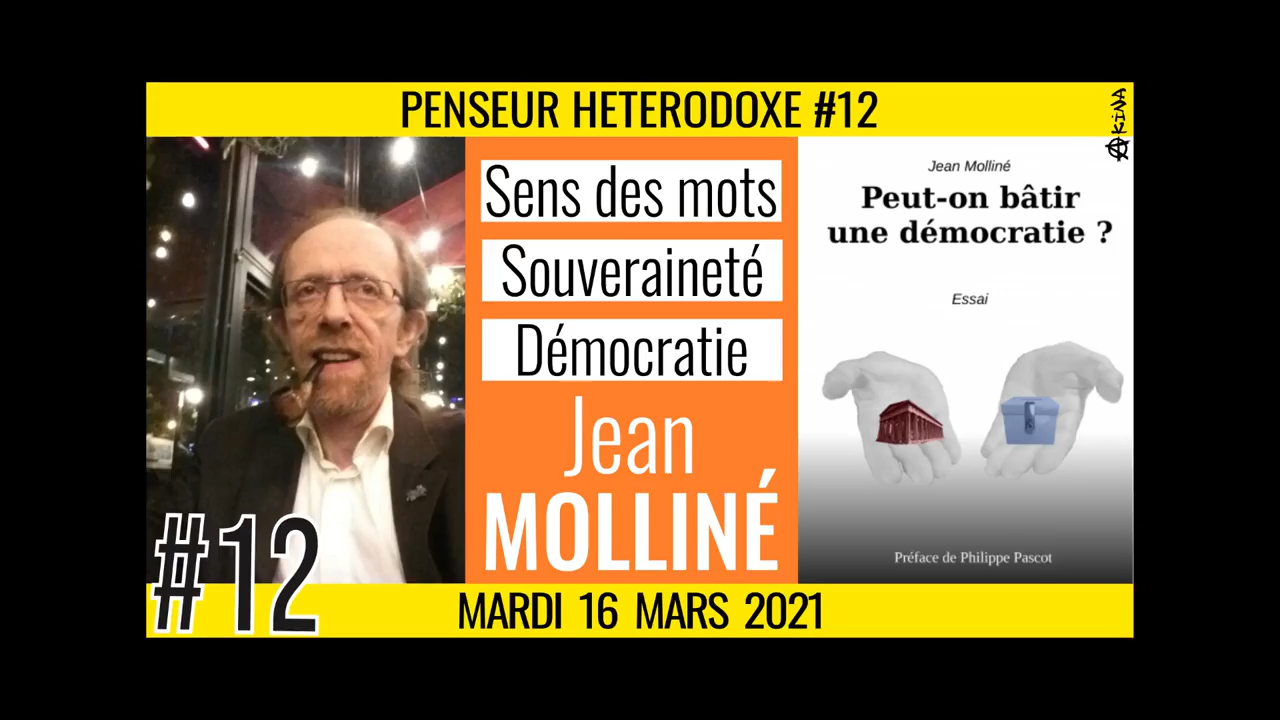 PENSEUR HETERODOXE #12
AKINA
Sens des mots
Souveraineté
Démocratie
Jean
MOLLINÉ
Jean Molliné
Peut-on bâtir
une démocratie ?
Essai
Préface de Philippe Pascot
#12
MARDI 16 MARS 2021